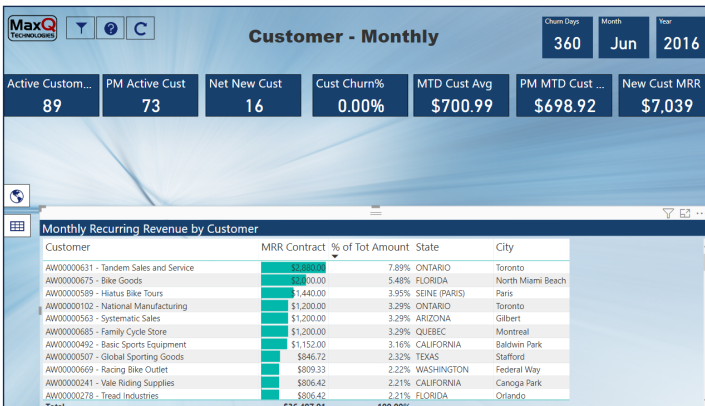 MaxQ
TECHNOLOGIES
Customer - Monthly
Churn Days
360
Month
Jun
Year
2016
Active Custom...
89
PM Active Cust
73
Net New Cust
16
Cust Churn%
0.00%
MTD Cust Avg
$700.99
PM MTD Cust ...
$698.92
New Cust MRR
$7,039
Monthly Recurring Revenue by Customer
Customer MRR Contract % of Tot Amount State City
AW00000631 - Tandem Sales and Service $2,880.00 7.89% ONTARIO Toronto
AW00000675 - Bike Goods $2,000.00 5.48% FLORIDA North Miami Beach
AW00000589 - Hiatus Bike Tours $1,440.00 3.95% SEINE (PARIS) Paris
AW00000102 - National Manufacturing $1,200.00 3.29% ONTARIO Toronto
AW00000563 - Systematic Sales $1,200.00 3.29% ARIZONA Gilbert
AW00000685 - Family Cycle Store $1,200.00 3.29% QUEBEC Montreal
AW00000492 - Basic Sports Equipment $1,152.00 3.16% CALIFORNIA Baldwin Park
AW00000507 - Global Sporting Goods $846.72 2.32% TEXAS Stafford
AW00000669 - Racing Bike Outlet $809.33 2.22% WASHINGTON Federal Way
AW00000241 - Vale Riding Supplies $806.42 2.21% CALIFORNIA Canoga Park
AW00000278 - Tread Industries $806.42 2.21% FLORIDA Orlando
Total 100.00%